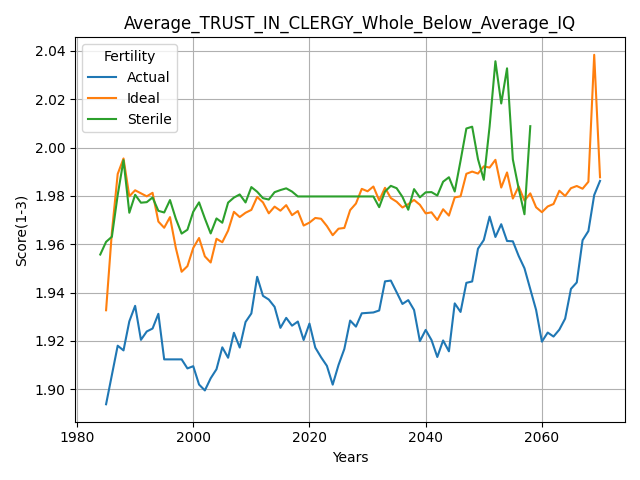 Average_TRUST_IN_CLERGY_Whole_Below_Average_IQ
Fertility
Actual
Ideal
Sterile
Score(1-3)
2.04
2.02
2.00
1.98
1.96
1.94
1.92
1.90
1980
2000
2020
2040
2060
Years